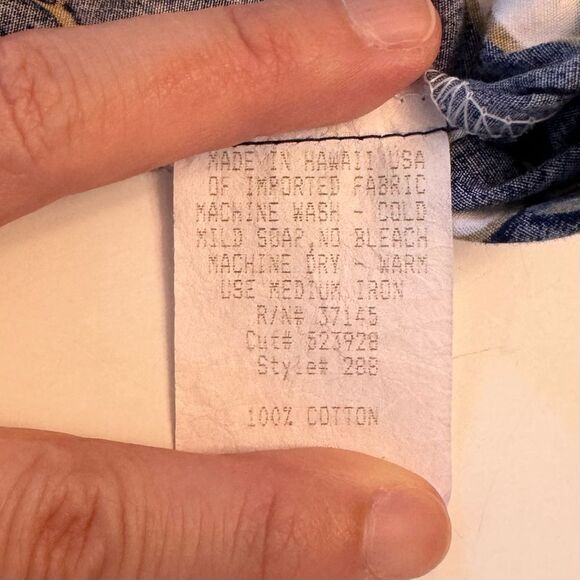 MADE IN HAWAII USA
OF IMPORTED FABRIC
MACHINE WASH - COLD
MILD SOAP,NO BLEACH
MACHINE DRY - WARM
USE MEDIUM IRON
R/N# 37145
Cut# 523928
Style# 288
100% COTTON